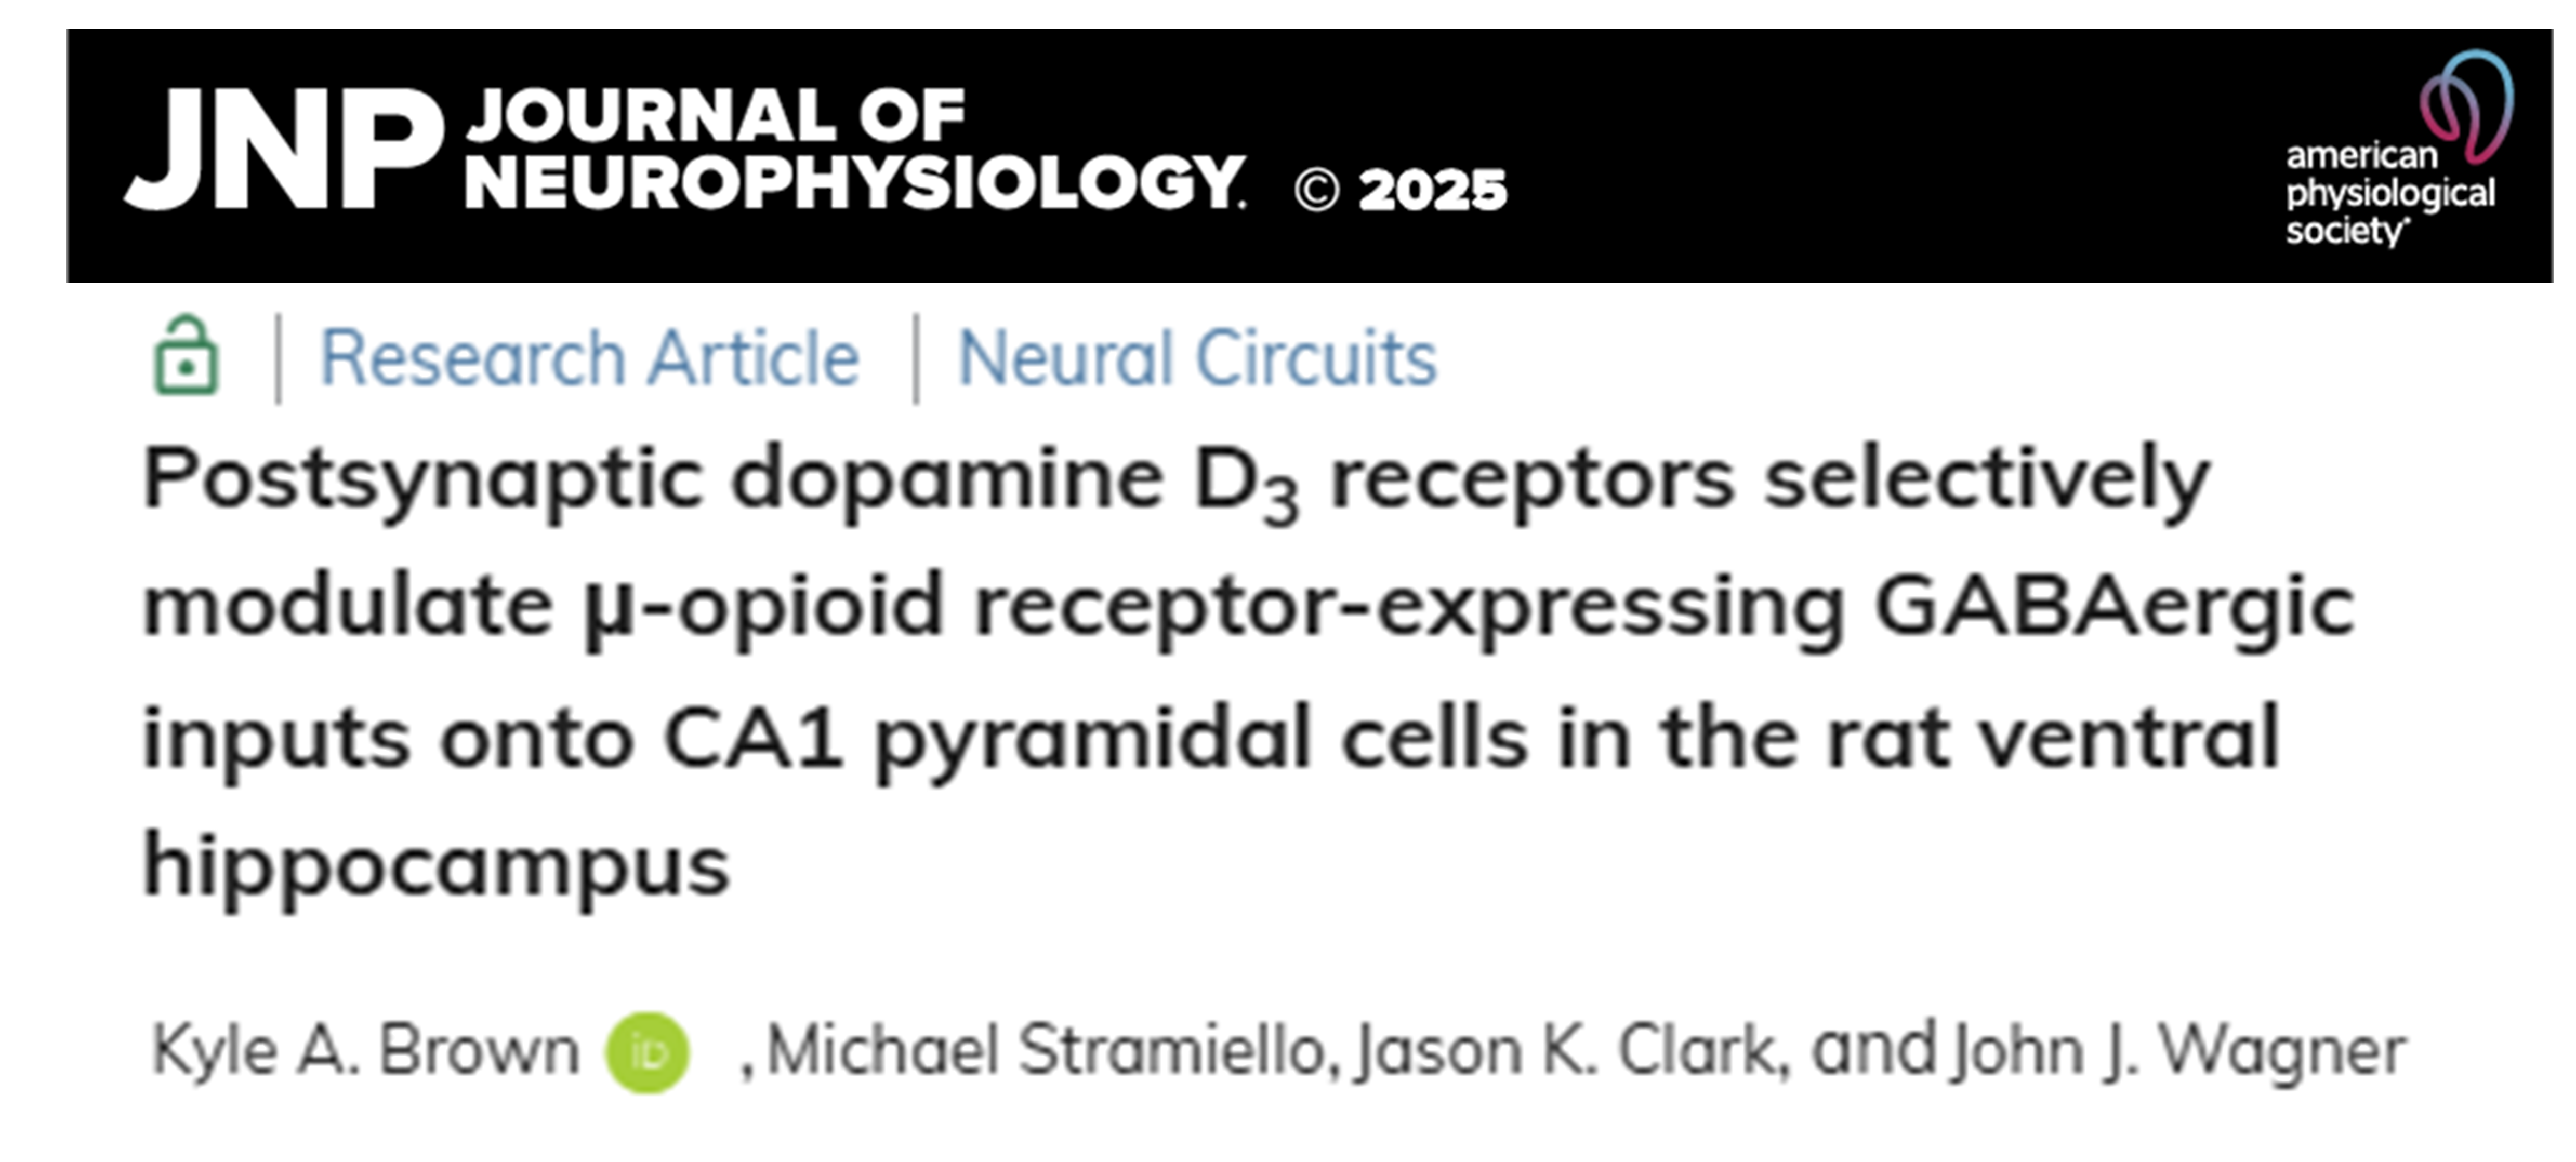 JNP JOURNAL OF
NEUROPHYSIOLOGY. © 2025
american
physiological
society
Research Article | Neural Circuits
Postsynaptic dopamine D₃ receptors selectively
modulate μ-opioid receptor-expressing GABAergic
inputs onto CA1 pyramidal cells in the rat ventral
hippocampus
Kyle A. Brown iD , Michael Stramiello, Jason K. Clark, and John J. Wagner